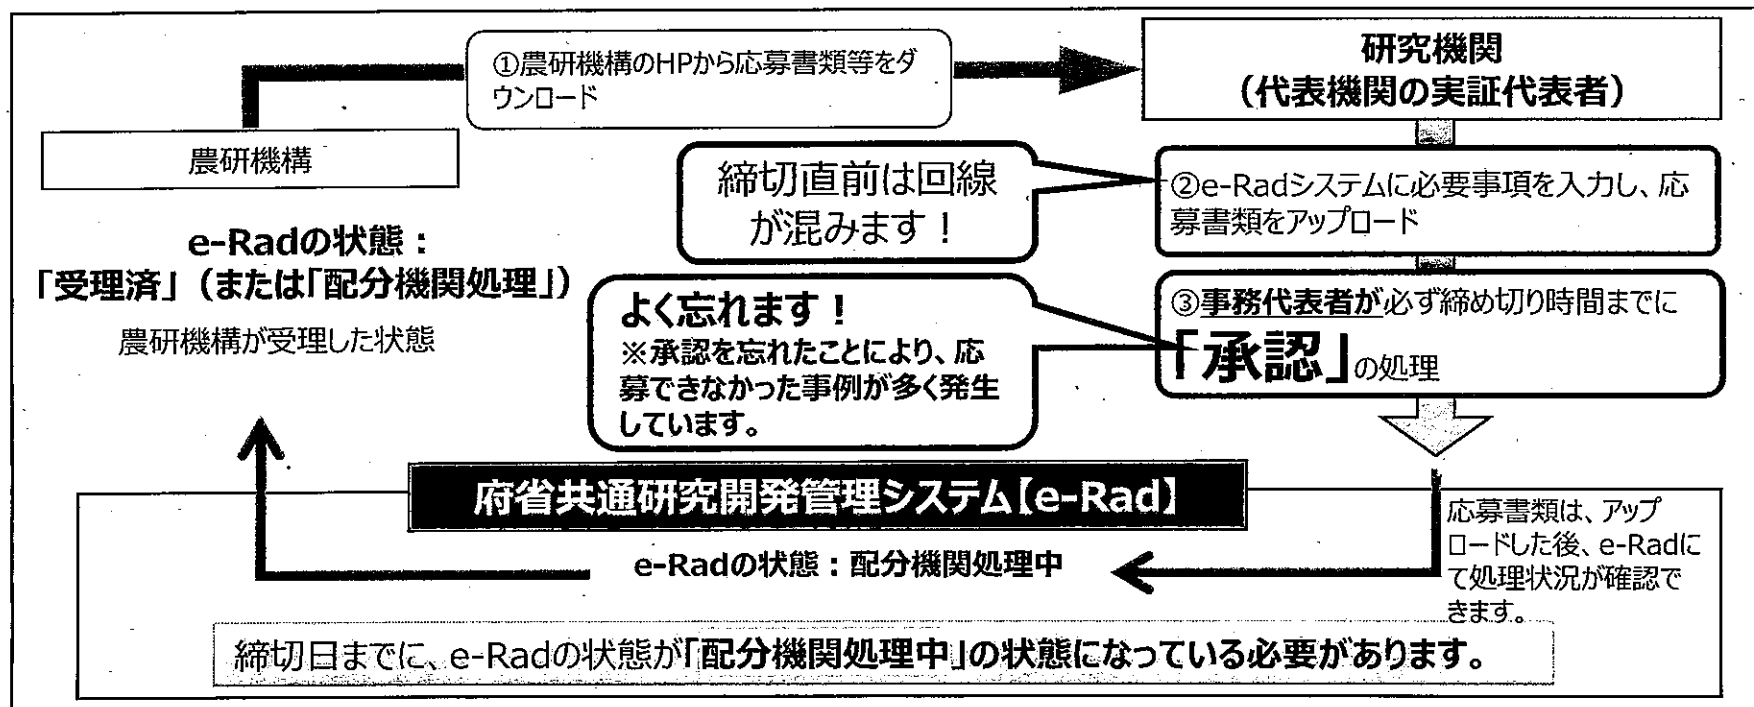 ①農研機構のHPから応募書類等をダ
ウンロード
研究機関
（代表機関の実証代表者）
農研機構
締切直前は回線
が混みます！
②e-Radシステムに必要事項を入力し、応
募書類をアップロード
e-Radの状態：
「受理済」（または「配分機関処理」）
農研機構が受理した状態
よく忘れます！
※承認を忘れたことにより、応
募できなかった事例が多く発生
しています。
③事務代表者が必ず締め切り時間までに
「承認」の処理
府省共通研究開発管理システム【e-Rad】
e-Radの状態：配分機関処理中
応募書類は、アップ
ロードした後、e-Radに
て処理状況が確認で
きます。
締切日までに、e-Radの状態が「配分機関処理中」の状態になっている必要があります。